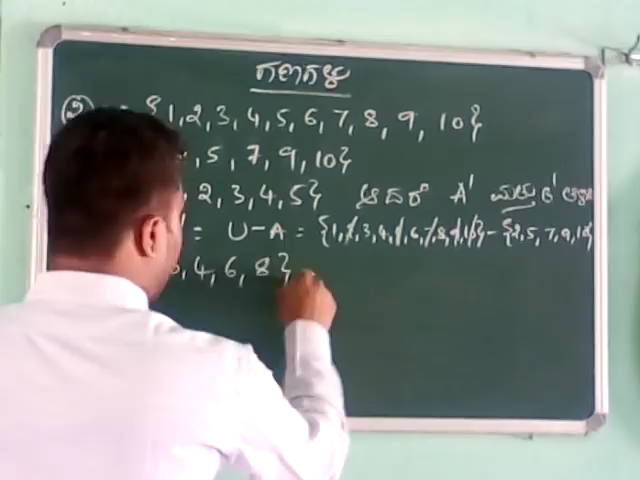 ಗಣಗಳು
2 = {1, 2, 3, 4, 5, 6, 7, 8, 9, 10}
, 5, 7, 9, 10}
2, 3, 4, 5} ಆದರೆ A' ಮತ್ತು B'
= U-A = {1, 2, 3, 4, 5, 6, 7, 8, 9, 10} - {2, 5, 7, 9, 10}
, 4, 6, 8}